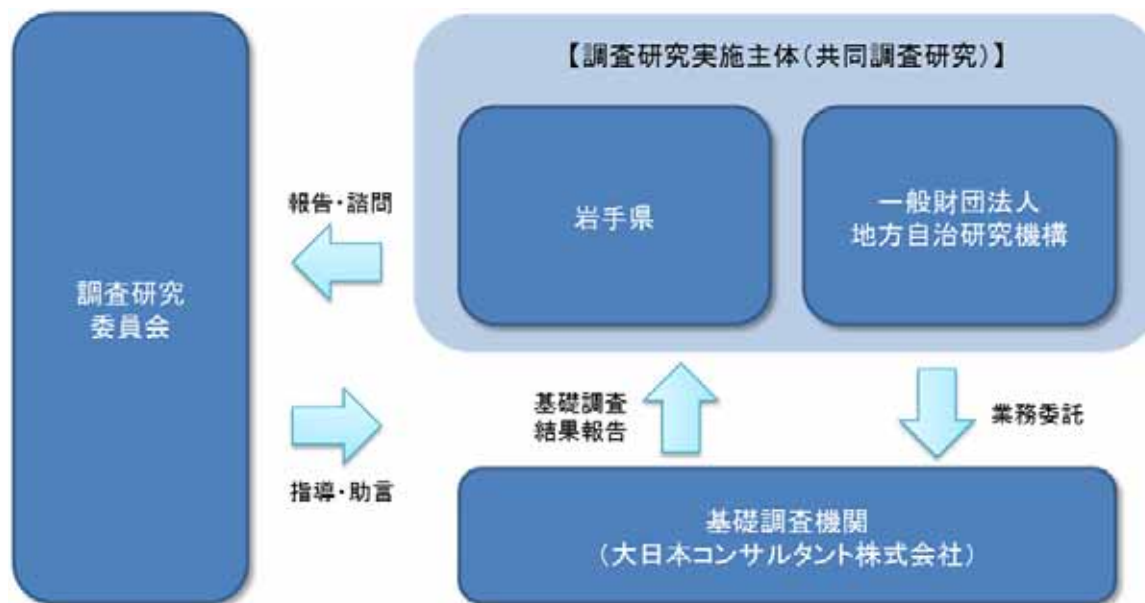 【調査研究実施主体(共同調査研究)】
岩手県
一般財団法人
地方自治研究機構
報告・諮問
調査研究
委員会
指導・助言
基礎調査
結果報告
業務委託
基礎調査機関
(大日本コンサルタント株式会社)